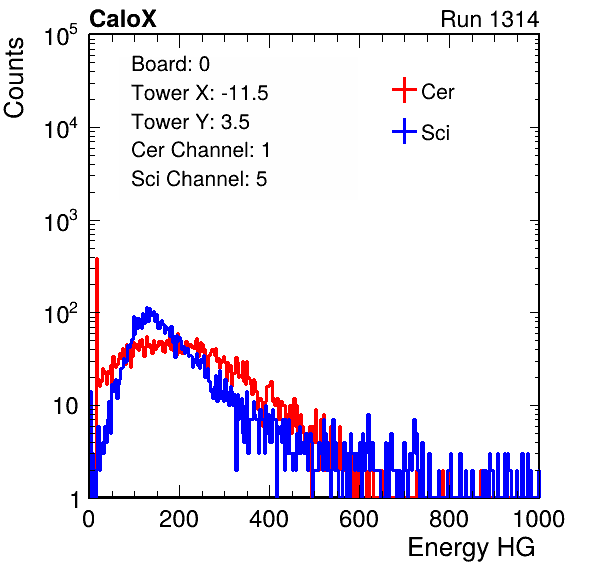 CaloX Run 1314
Counts
Board: 0
Tower X: -11.5
Tower Y: 3.5
Cer Channel: 1
Sci Channel: 5
Cer
Sci
10^5
10^4
10^3
10^2
10
1
0 200 400 600 800 1000
Energy HG